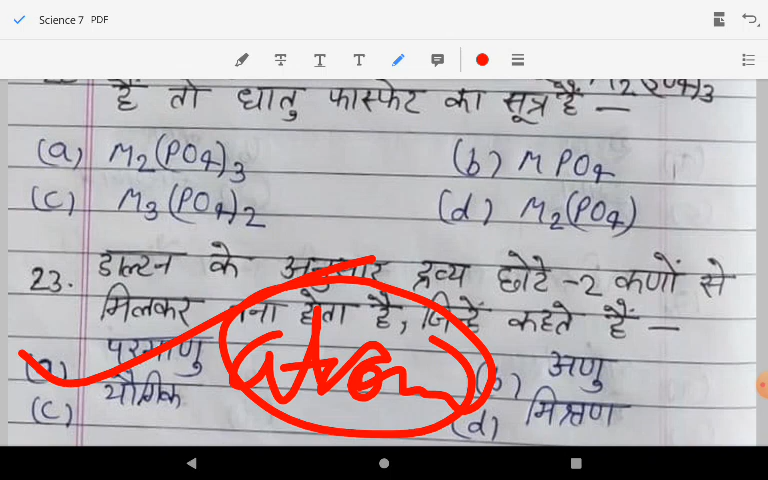 Science 7 PDF
है तो धातु फास्फेट का सूत्र है —
(a) M₂(PO₄)₃ (b) M PO₄
(c) M₃(PO₄)₂ (d) M₂(PO₄)
23. डाल्टन के अनुसार द्रव्य छोटे -2 कणों से
मिलकर बना होता है, जिन्हें कहते हैं —
(a) परमाणु (b) अणु
(c) यौगिक (d) मिश्रण
atom